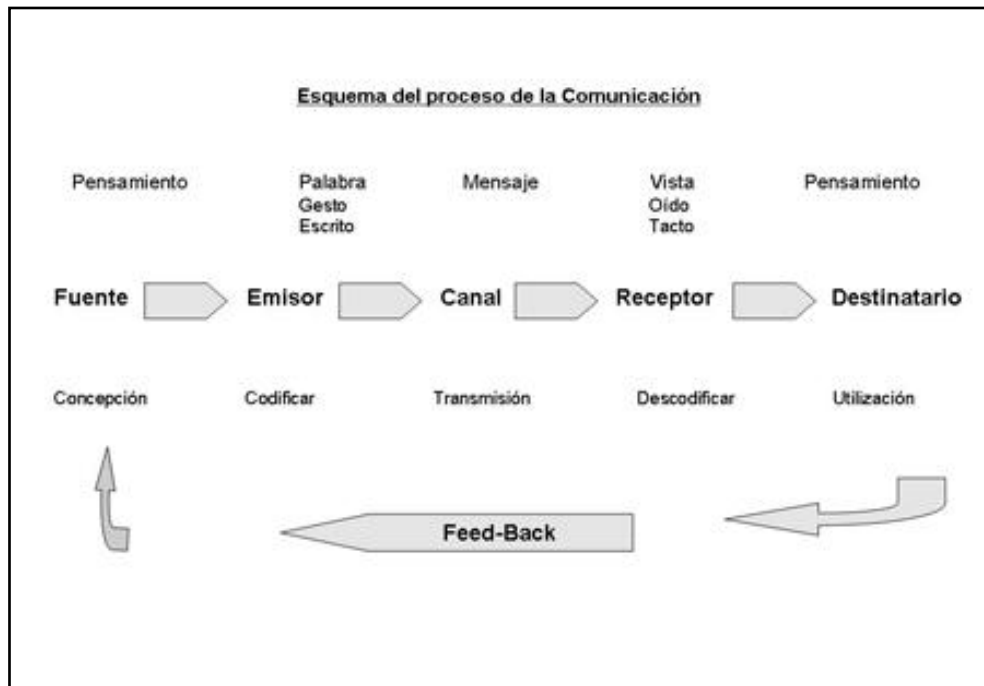 Esquema del proceso de la Comunicación
Pensamiento Palabra Mensaje Vista Pensamiento
Gesto Oído
Escrito Tacto
Fuente Emisor Canal Receptor Destinatario
Concepción Codificar Transmisión Descodificar Utilización
Feed-Back